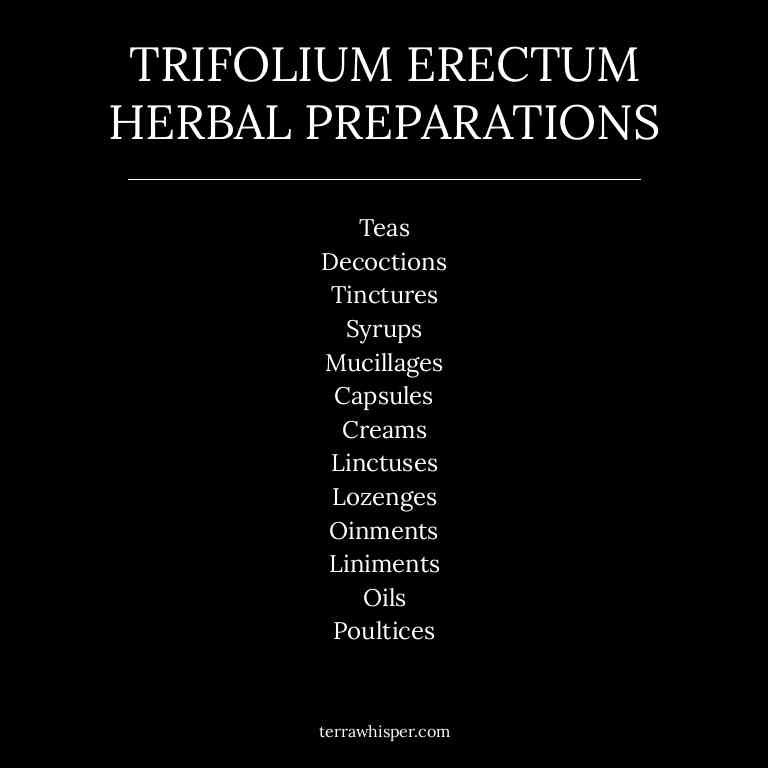 TRIFOLIUM ERECTUM
HERBAL PREPARATIONS
Teas
Decoctions
Tinctures
Syrups
Mucillages
Capsules
Creams
Linctuses
Lozenges
Oinments
Liniments
Oils
Poultices
terrawhisper.com